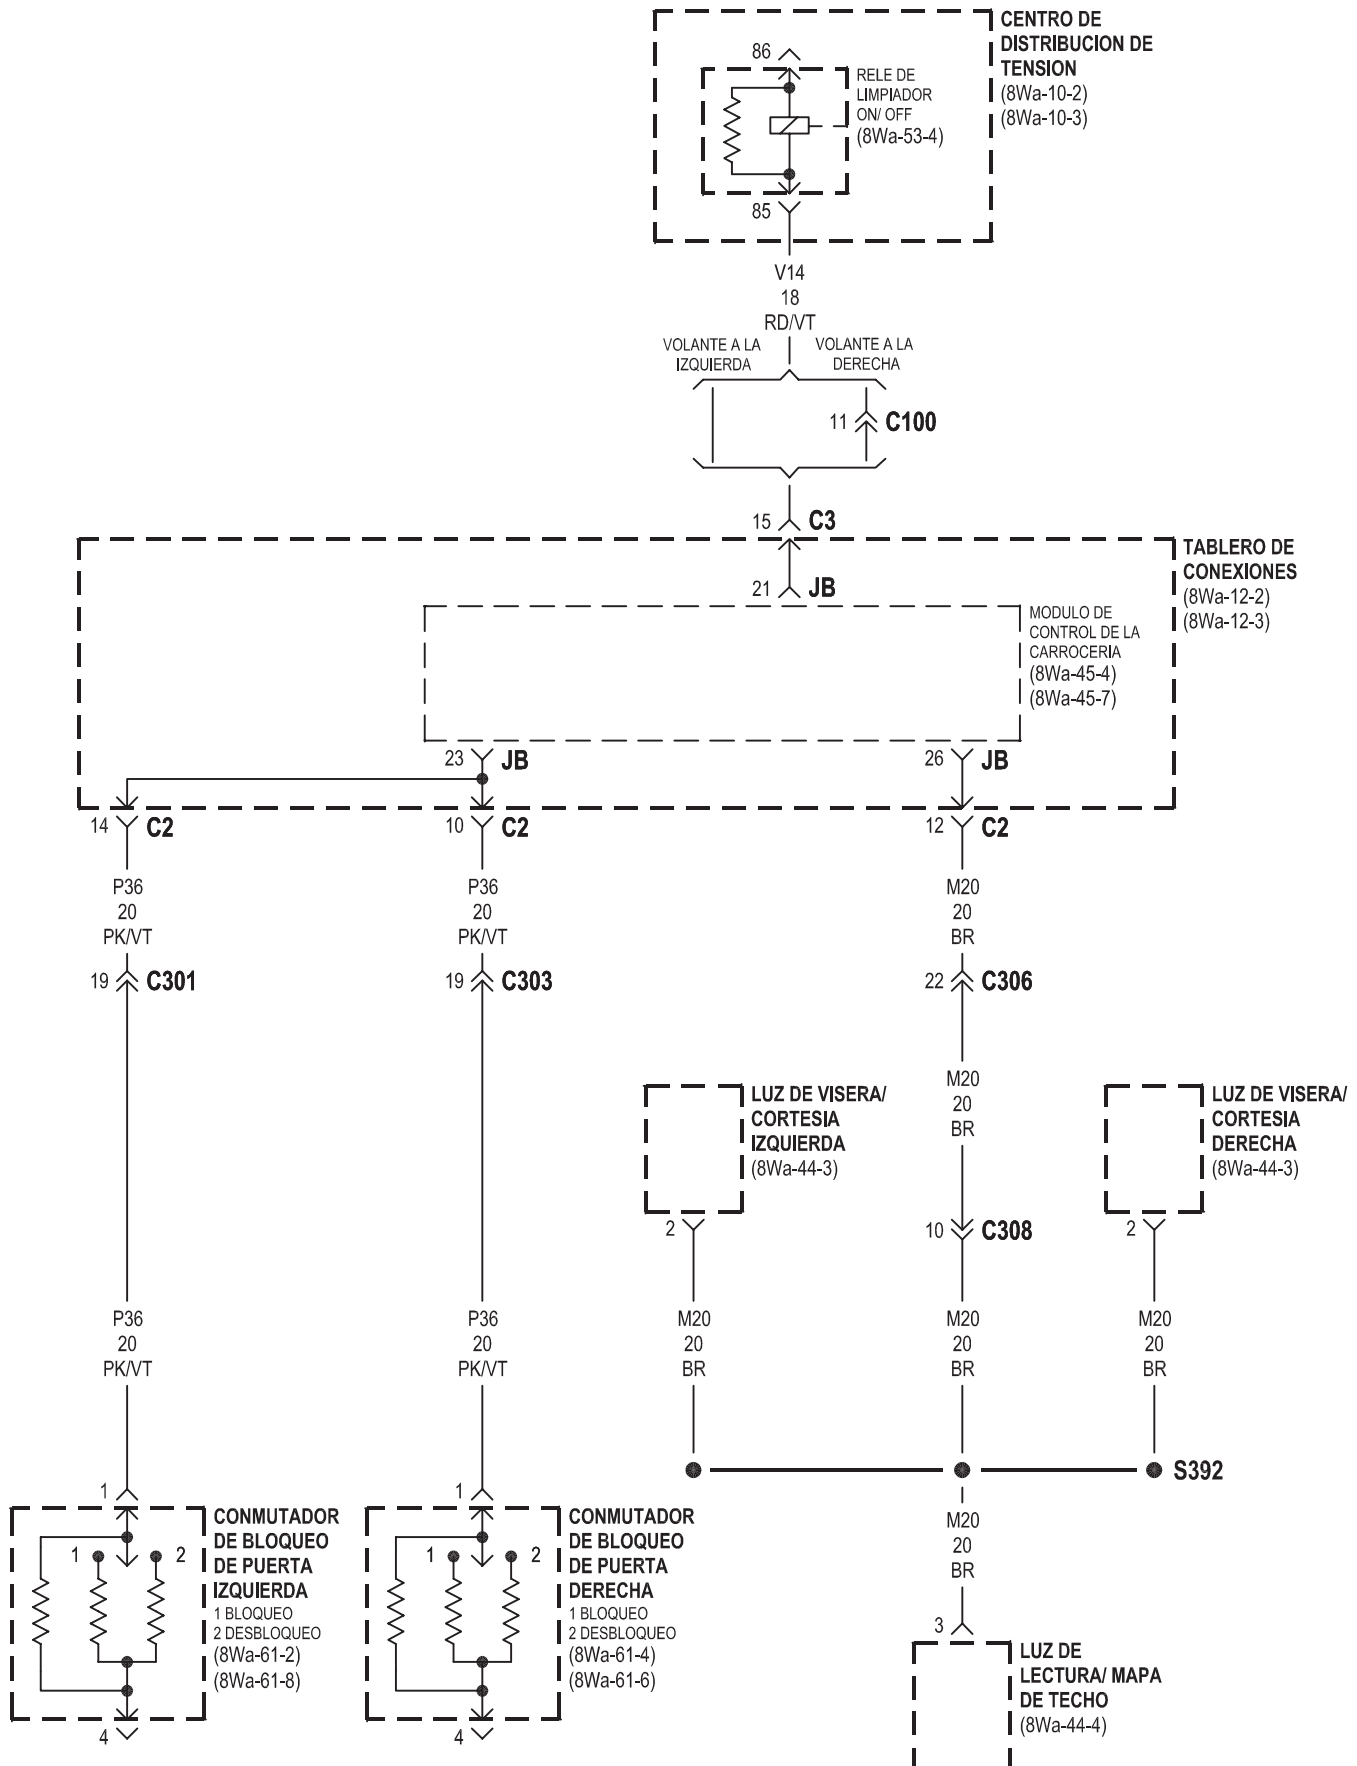 CENTRO DE
DISTRIBUCION DE
TENSION
(8Wa-10-2)
(8Wa-10-3)
86
RELE DE
LIMPIADOR
ON/ OFF
(8Wa-53-4)
85
V14
18
RD/VT
VOLANTE A LA
IZQUIERDA
VOLANTE A LA
DERECHA
11 C100
15 C3
TABLERO DE
CONEXIONES
(8Wa-12-2)
(8Wa-12-3)
21 JB
MODULO DE
CONTROL DE LA
CARROCERIA
(8Wa-45-4)
(8Wa-45-7)
23 JB
26 JB
14 C2
10 C2
12 C2
P36
20
PK/VT
P36
20
PK/VT
M20
20
BR
19 C301
19 C303
22 C306
M20
20
BR
LUZ DE VISERA/
CORTESIA
IZQUIERDA
(8Wa-44-3)
LUZ DE VISERA/
CORTESIA
DERECHA
(8Wa-44-3)
2
10 C308
2
P36
20
PK/VT
P36
20
PK/VT
M20
20
BR
M20
20
BR
M20
20
BR
S392
1
CONMUTADOR
DE BLOQUEO
DE PUERTA
IZQUIERDA
1 BLOQUEO
2 DESBLOQUEO
(8Wa-61-2)
(8Wa-61-8)
1 2
4
1
CONMUTADOR
DE BLOQUEO
DE PUERTA
DERECHA
1 BLOQUEO
2 DESBLOQUEO
(8Wa-61-4)
(8Wa-61-6)
1 2
4
M20
20
BR
3
LUZ DE
LECTURA/ MAPA
DE TECHO
(8Wa-44-4)